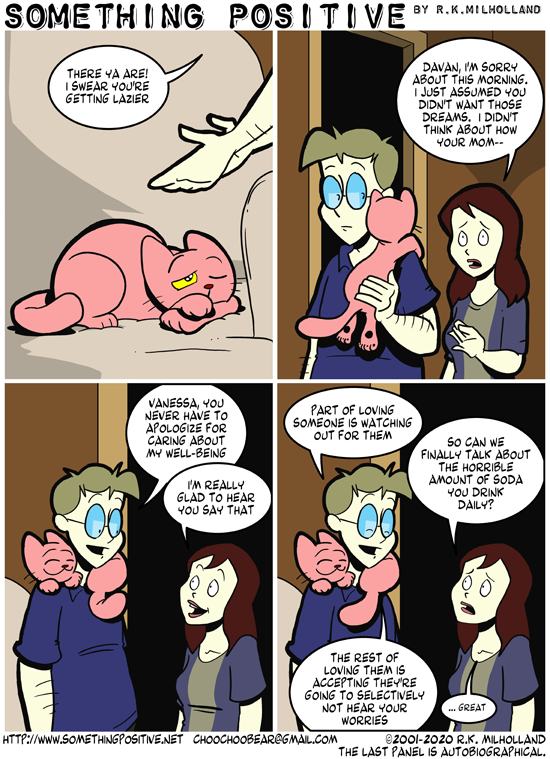 SOMETHING POSITIVE BY R.K.MILHOLLAND
THERE YA ARE!
I SWEAR YOU'RE
GETTING LAZIER
DAVAN, I'M SORRY
ABOUT THIS MORNING.
I JUST ASSUMED YOU
DIDN'T WANT THOSE
DREAMS. I DIDN'T
THINK ABOUT HOW
YOUR MOM--
VANESSA, YOU
NEVER HAVE TO
APOLOGIZE FOR
CARING ABOUT
MY WELL-BEING
I'M REALLY
GLAD TO HEAR
YOU SAY THAT
PART OF LOVING
SOMEONE IS WATCHING
OUT FOR THEM
SO CAN WE
FINALLY TALK ABOUT
THE HORRIBLE
AMOUNT OF SODA
YOU DRINK
DAILY?
THE REST OF
LOVING THEM IS
ACCEPTING THEY'RE
GOING TO SELECTIVELY
NOT HEAR YOUR
WORRIES
... GREAT
HTTP://WWW.SOMETHINGPOSITIVE.NET CHOOCHOOBEAR@GMAIL.COM ©2001-2020 R.K. MILHOLLAND
THE LAST PANEL IS AUTOBIOGRAPHICAL.